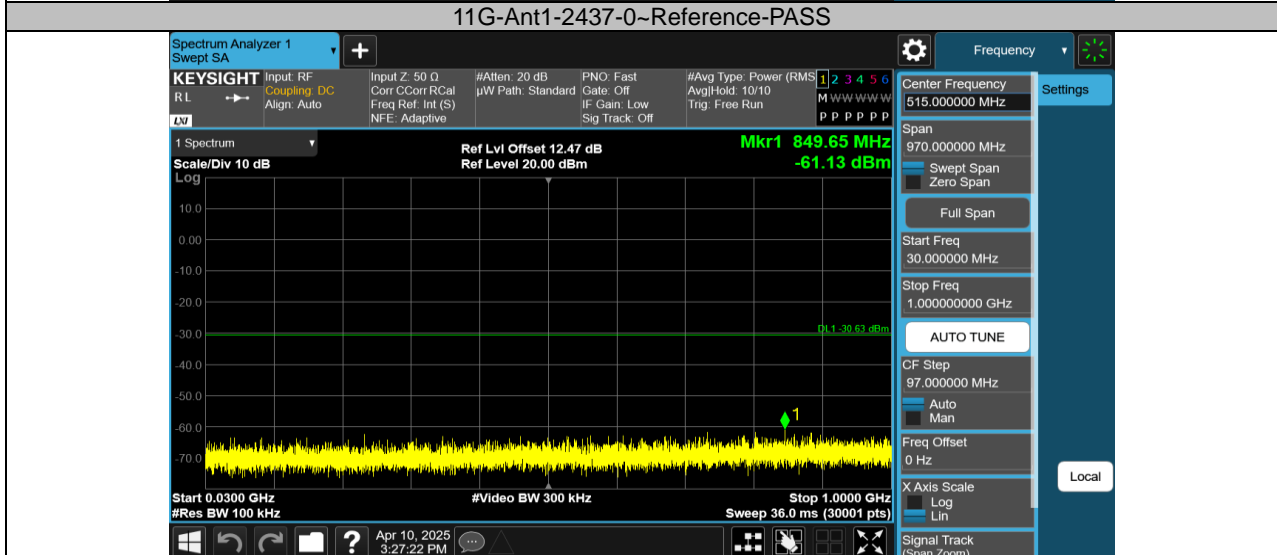 11G-Ant1-2437-0~Reference-PASS
Spectrum Analyzer 1
Swept SA
Frequency
KEYSIGHT
RL
LXI
Input: RF
Coupling: DC
Align: Auto
Input Z: 50 Ω
Corr CCorr RCal
Freq Ref: Int (S)
NFE: Adaptive
#Atten: 20 dB
µW Path: Standard
PNO: Fast
Gate: Off
IF Gain: Low
Sig Track: Off
#Avg Type: Power (RMS
Avg|Hold: 10/10
Trig: Free Run
1 2 3 4 5 6
M W W W W W
P P P P P P
1 Spectrum
Scale/Div 10 dB
Log
Ref Lvl Offset 12.47 dB
Ref Level 20.00 dBm
Mkr1 849.65 MHz
-61.13 dBm
10.0
0.00
-10.0
-20.0
-30.0
DL1 -30.63 dBm
-40.0
-50.0
-60.0
-70.0
1
Start 0.0300 GHz
#Res BW 100 kHz
#Video BW 300 kHz
Stop 1.0000 GHz
Sweep 36.0 ms (30001 pts)
Center Frequency
515.000000 MHz
Settings
Span
970.000000 MHz
Swept Span
Zero Span
Full Span
Start Freq
30.000000 MHz
Stop Freq
1.000000000 GHz
AUTO TUNE
CF Step
97.000000 MHz
Auto
Man
Freq Offset
0 Hz
X Axis Scale
Log
Lin
Local
Signal Track
(Span Zoom)
?
Apr 10, 2025
3:27:22 PM